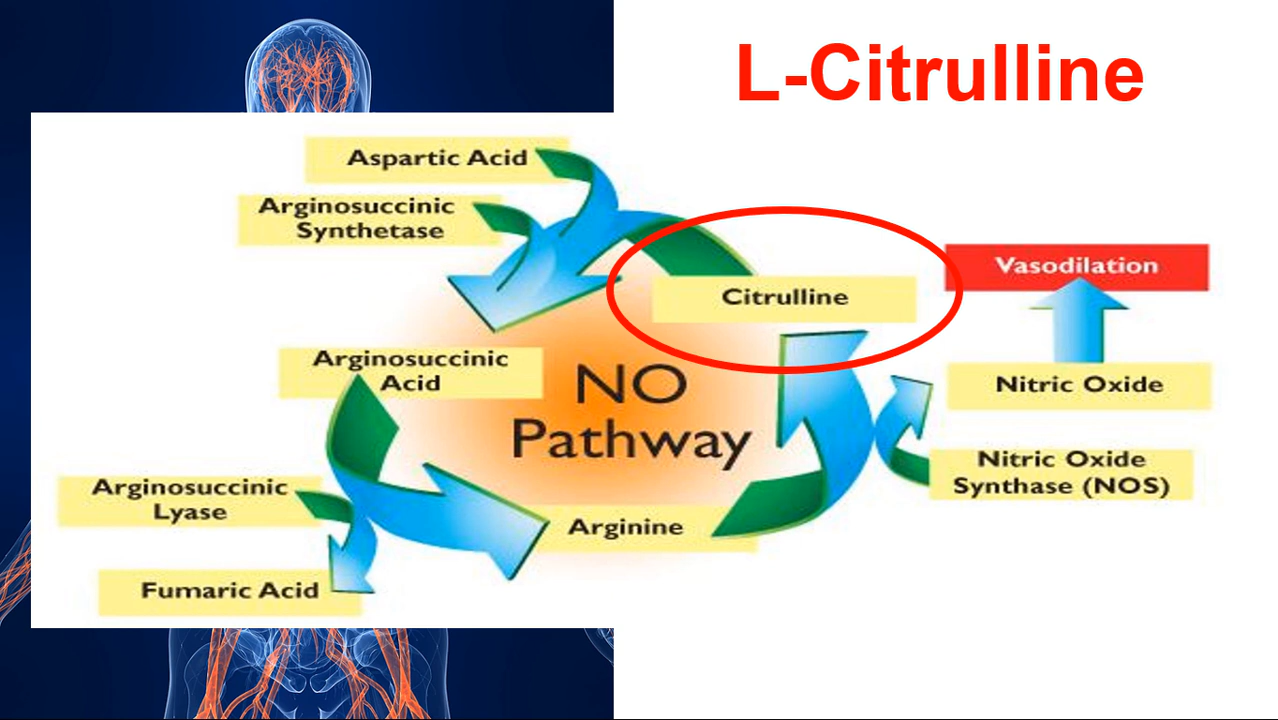 L-Citrulline
Aspartic Acid
Arginosuccinic
Synthetase
Citrulline
Vasodilation
Arginosuccinic
Acid
NO
Pathway
Nitric Oxide
Nitric Oxide
Synthase (NOS)
Arginosuccinic
Lyase
Arginine
Fumaric Acid